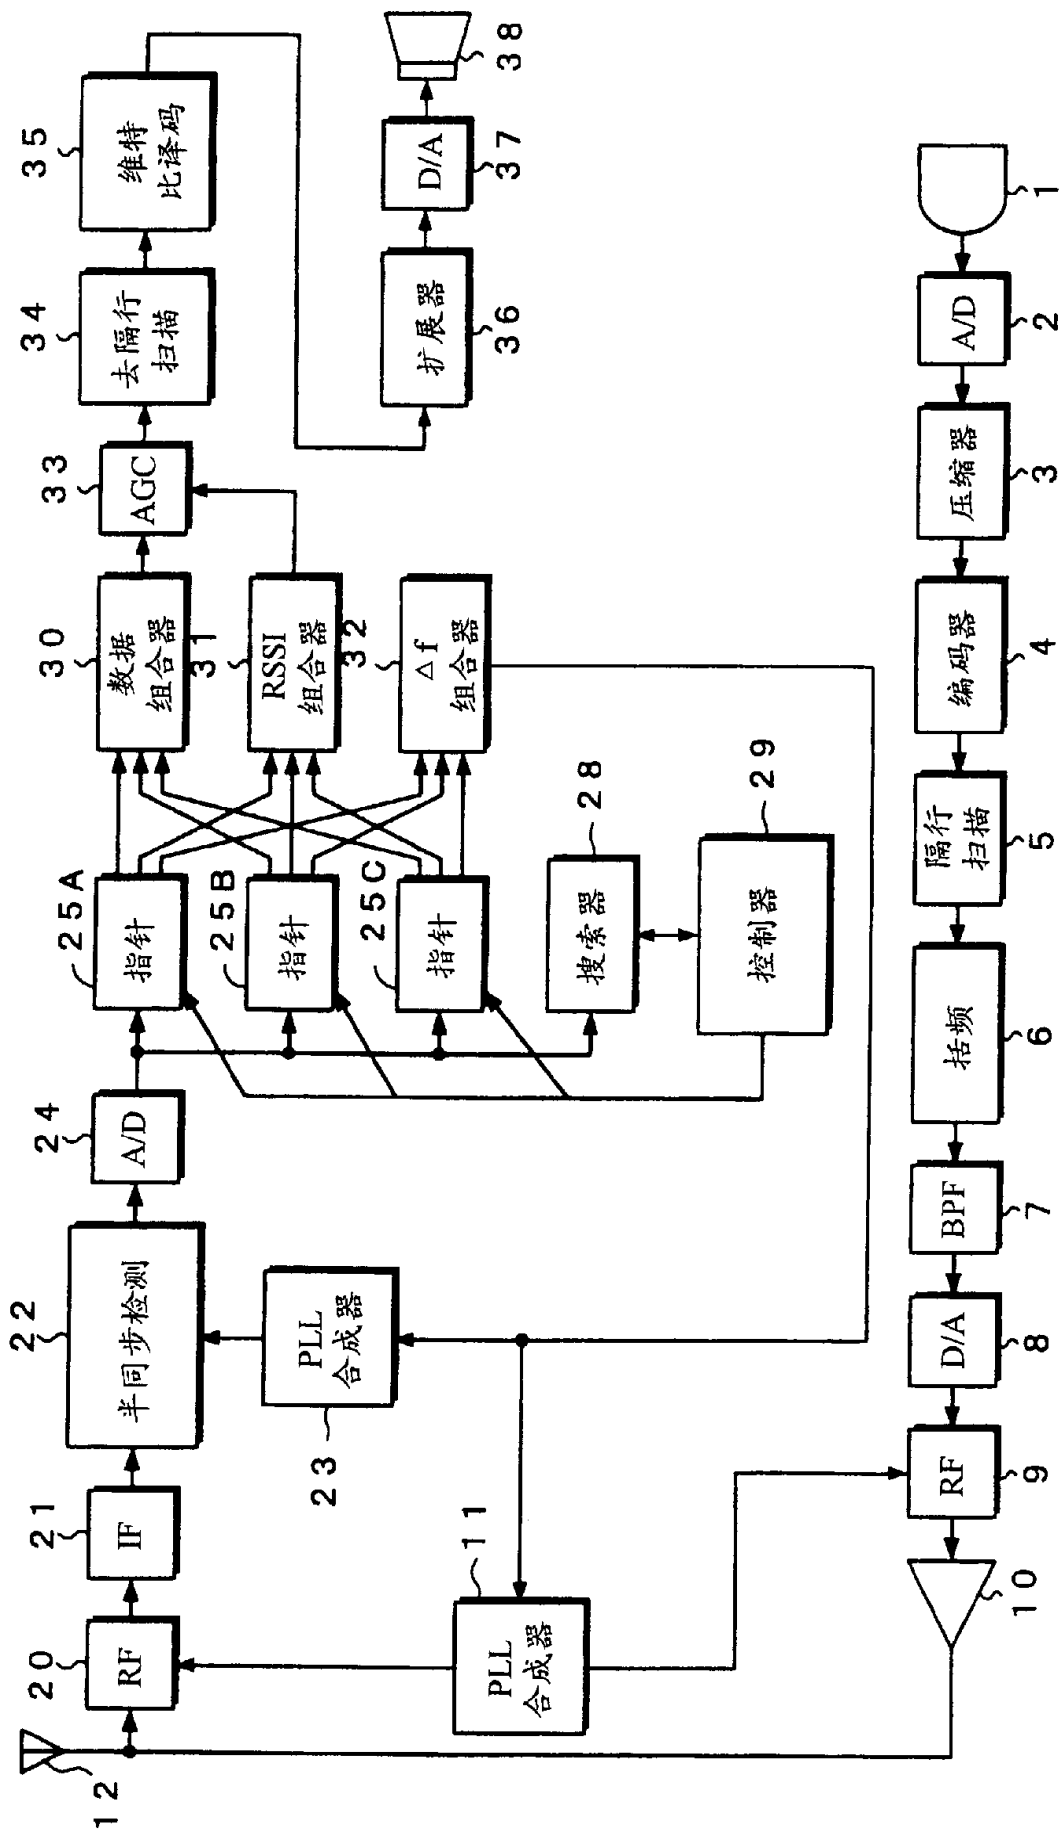 12
20
RF
21
IF
22
半同步检测
24
A/D
25A
指针
30
数据
组合器
33
AGC
34
去隔行
扫描
35
维特
比译码
23
PLL
合成器
25B
指针
31
RSSI
组合器
25C
指针
32
△f
组合器
36
扩展器
37
D/A
38
11
PLL
合成器
28
搜索器
29
控制器
10
RF
9
D/A
8
BPF
7
括频
6
隔行
扫描
5
编码器
4
压缩器
3
A/D
2
1